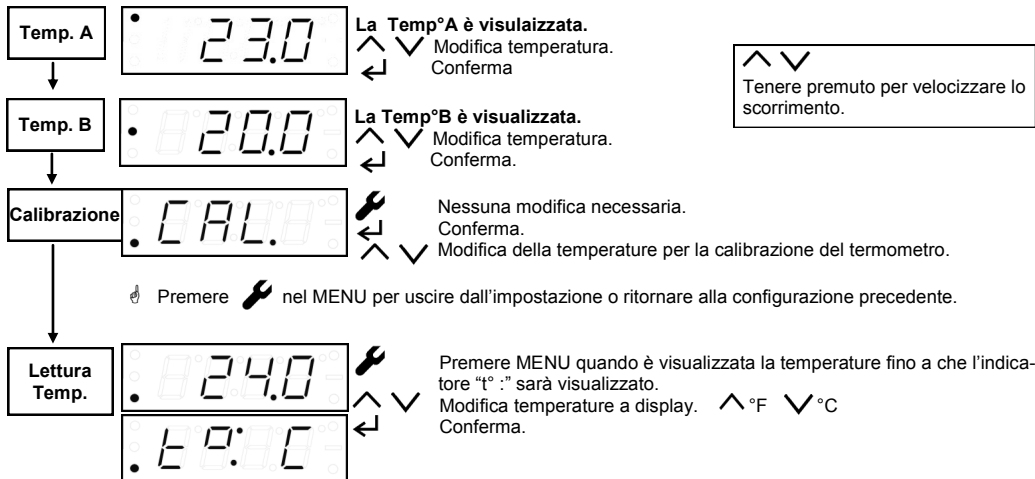 Temp. A
23.0
La Temp°A è visulaizzata.
Modifica temperatura.
Conferma
Tenere premuto per velocizzare lo
scorrimento.
Temp. B
20.0
La Temp°B è visualizzata.
Modifica temperatura.
Conferma.
Calibrazione
CAL.
Nessuna modifica necessaria.
Conferma.
Modifica della temperature per la calibrazione del termometro.
Premere nel MENU per uscire dall'impostazione o ritornare alla configurazione precedente.
Lettura
Temp.
24.0
Premere MENU quando è visualizzata la temperature fino a che l'indica-
tore “t° :” sarà visualizzato.
Modifica temperature a display. °F °C
Conferma.
t°: C